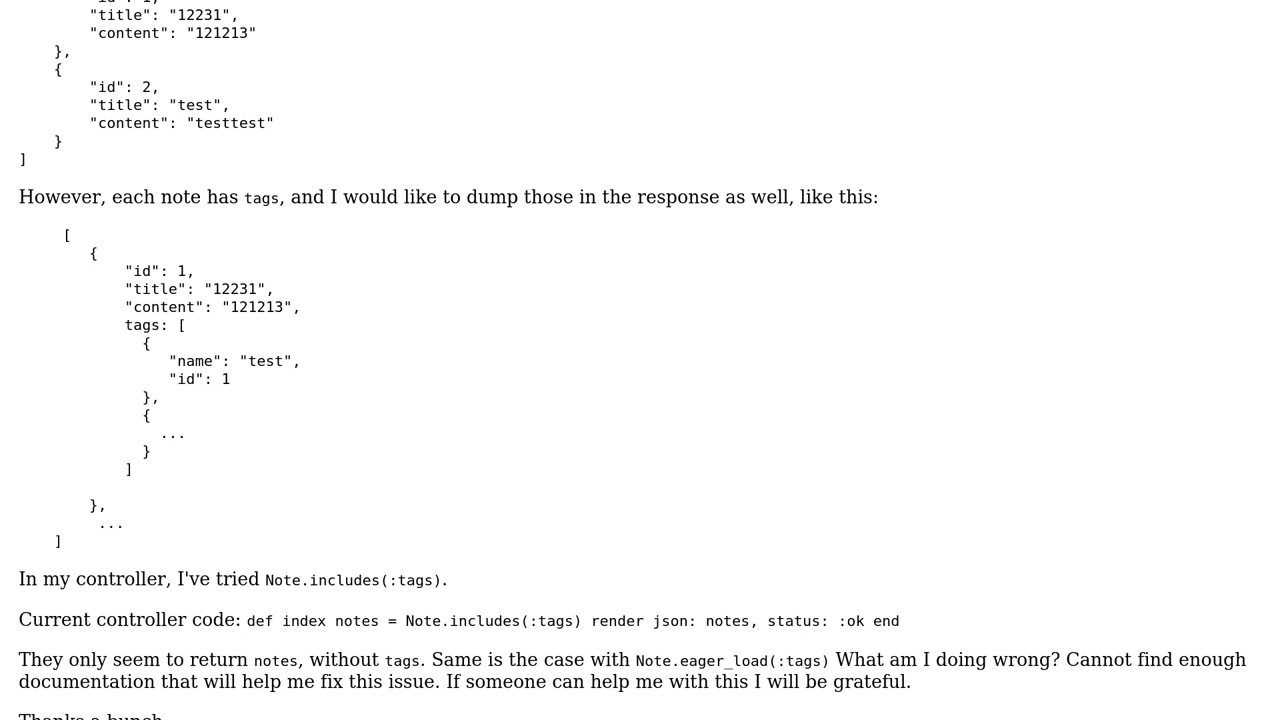 "id": 1,
"title": "12231",
"content": "121213"
},
{
"id": 2,
"title": "test",
"content": "testtest"
}
]
However, each note has tags, and I would like to dump those in the response as well, like this:
[
{
"id": 1,
"title": "12231",
"content": "121213",
tags: [
{
"name": "test",
"id": 1
},
{
...
}
]
},
...
]
In my controller, I've tried Note.includes(:tags).
Current controller code: def index notes = Note.includes(:tags) render json: notes, status: :ok end
They only seem to return notes, without tags. Same is the case with Note.eager_load(:tags) What am I doing wrong? Cannot find enough
documentation that will help me fix this issue. If someone can help me with this I will be grateful.
Thanks a bunch